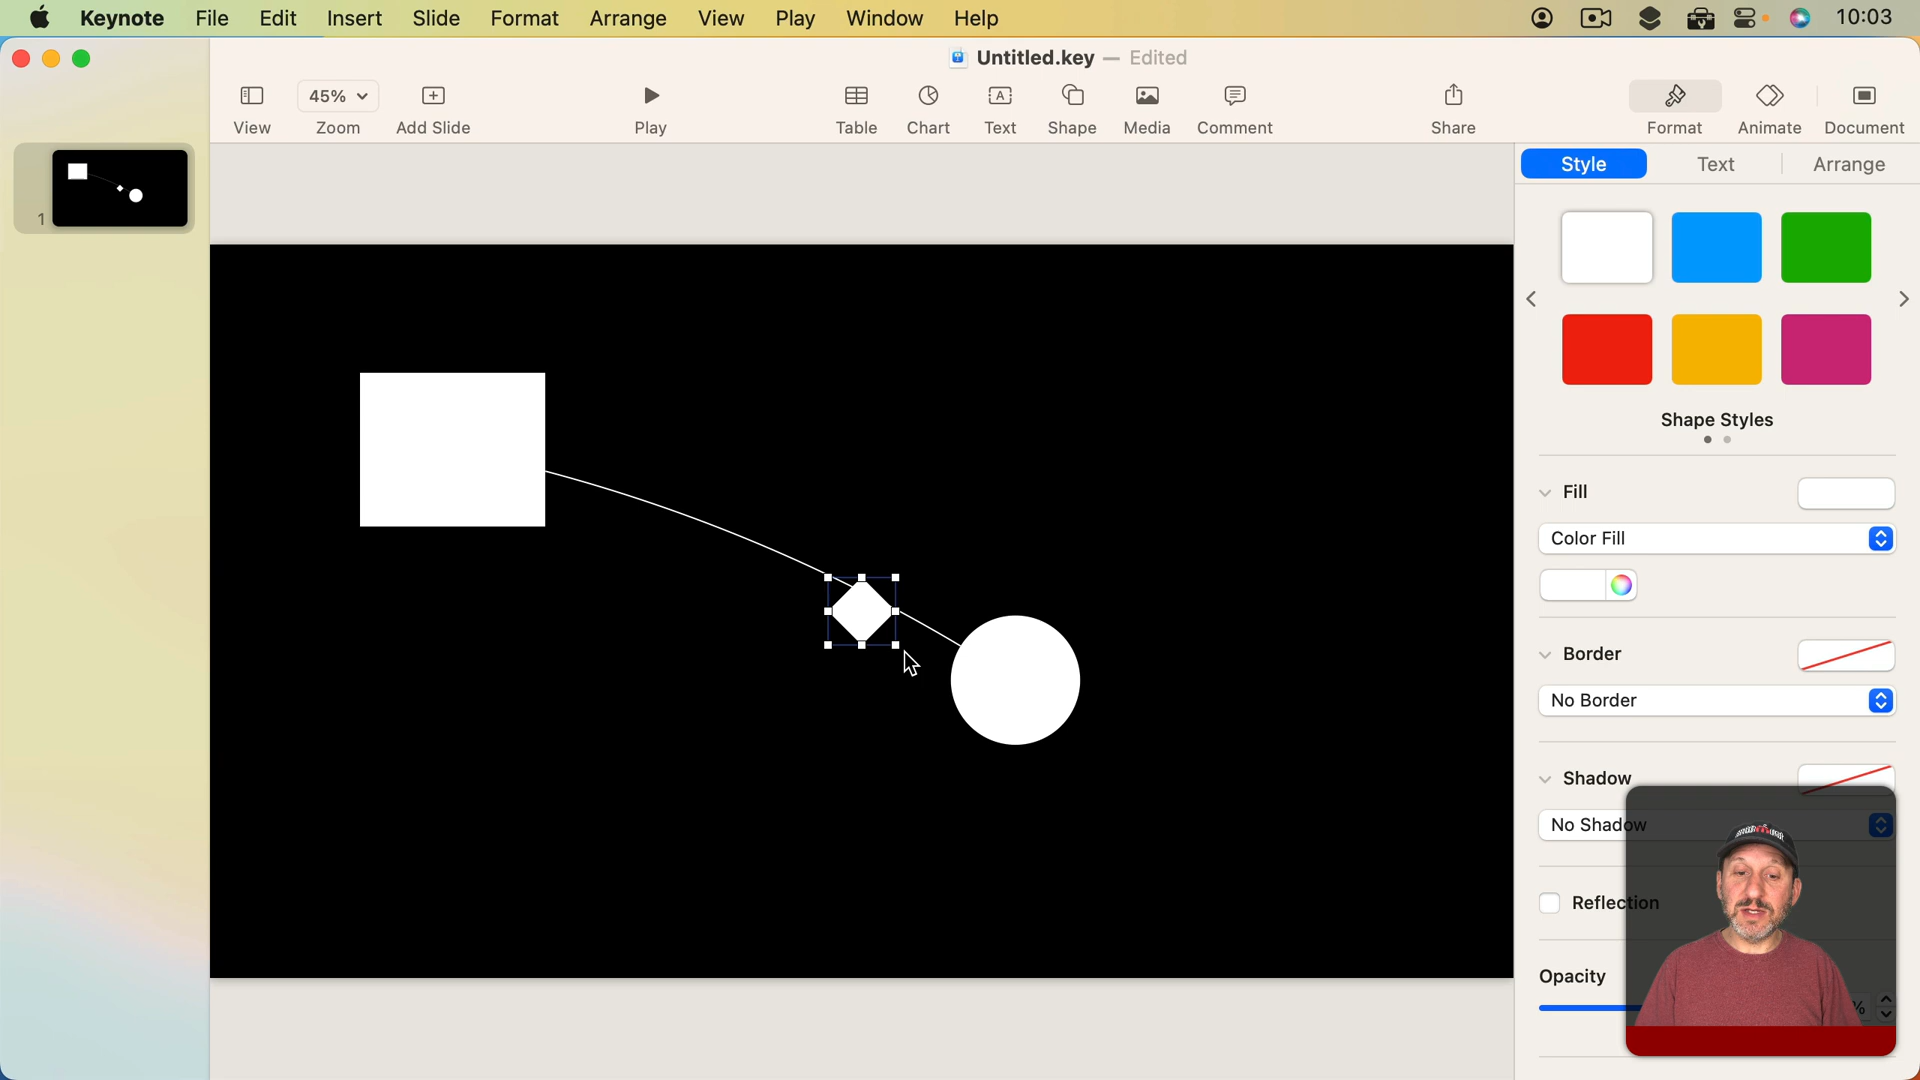 Keynote File Edit Insert Slide Format Arrange View Play Window Help 10:03
Untitled.key — Edited
45%
View Zoom Add Slide Play Table Chart Text Shape Media Comment Share Format Animate Document
Style Text Arrange
1
Shape Styles
Fill
Color Fill
Border
No Border
Shadow
No Shadow
Reflection
Opacity
%